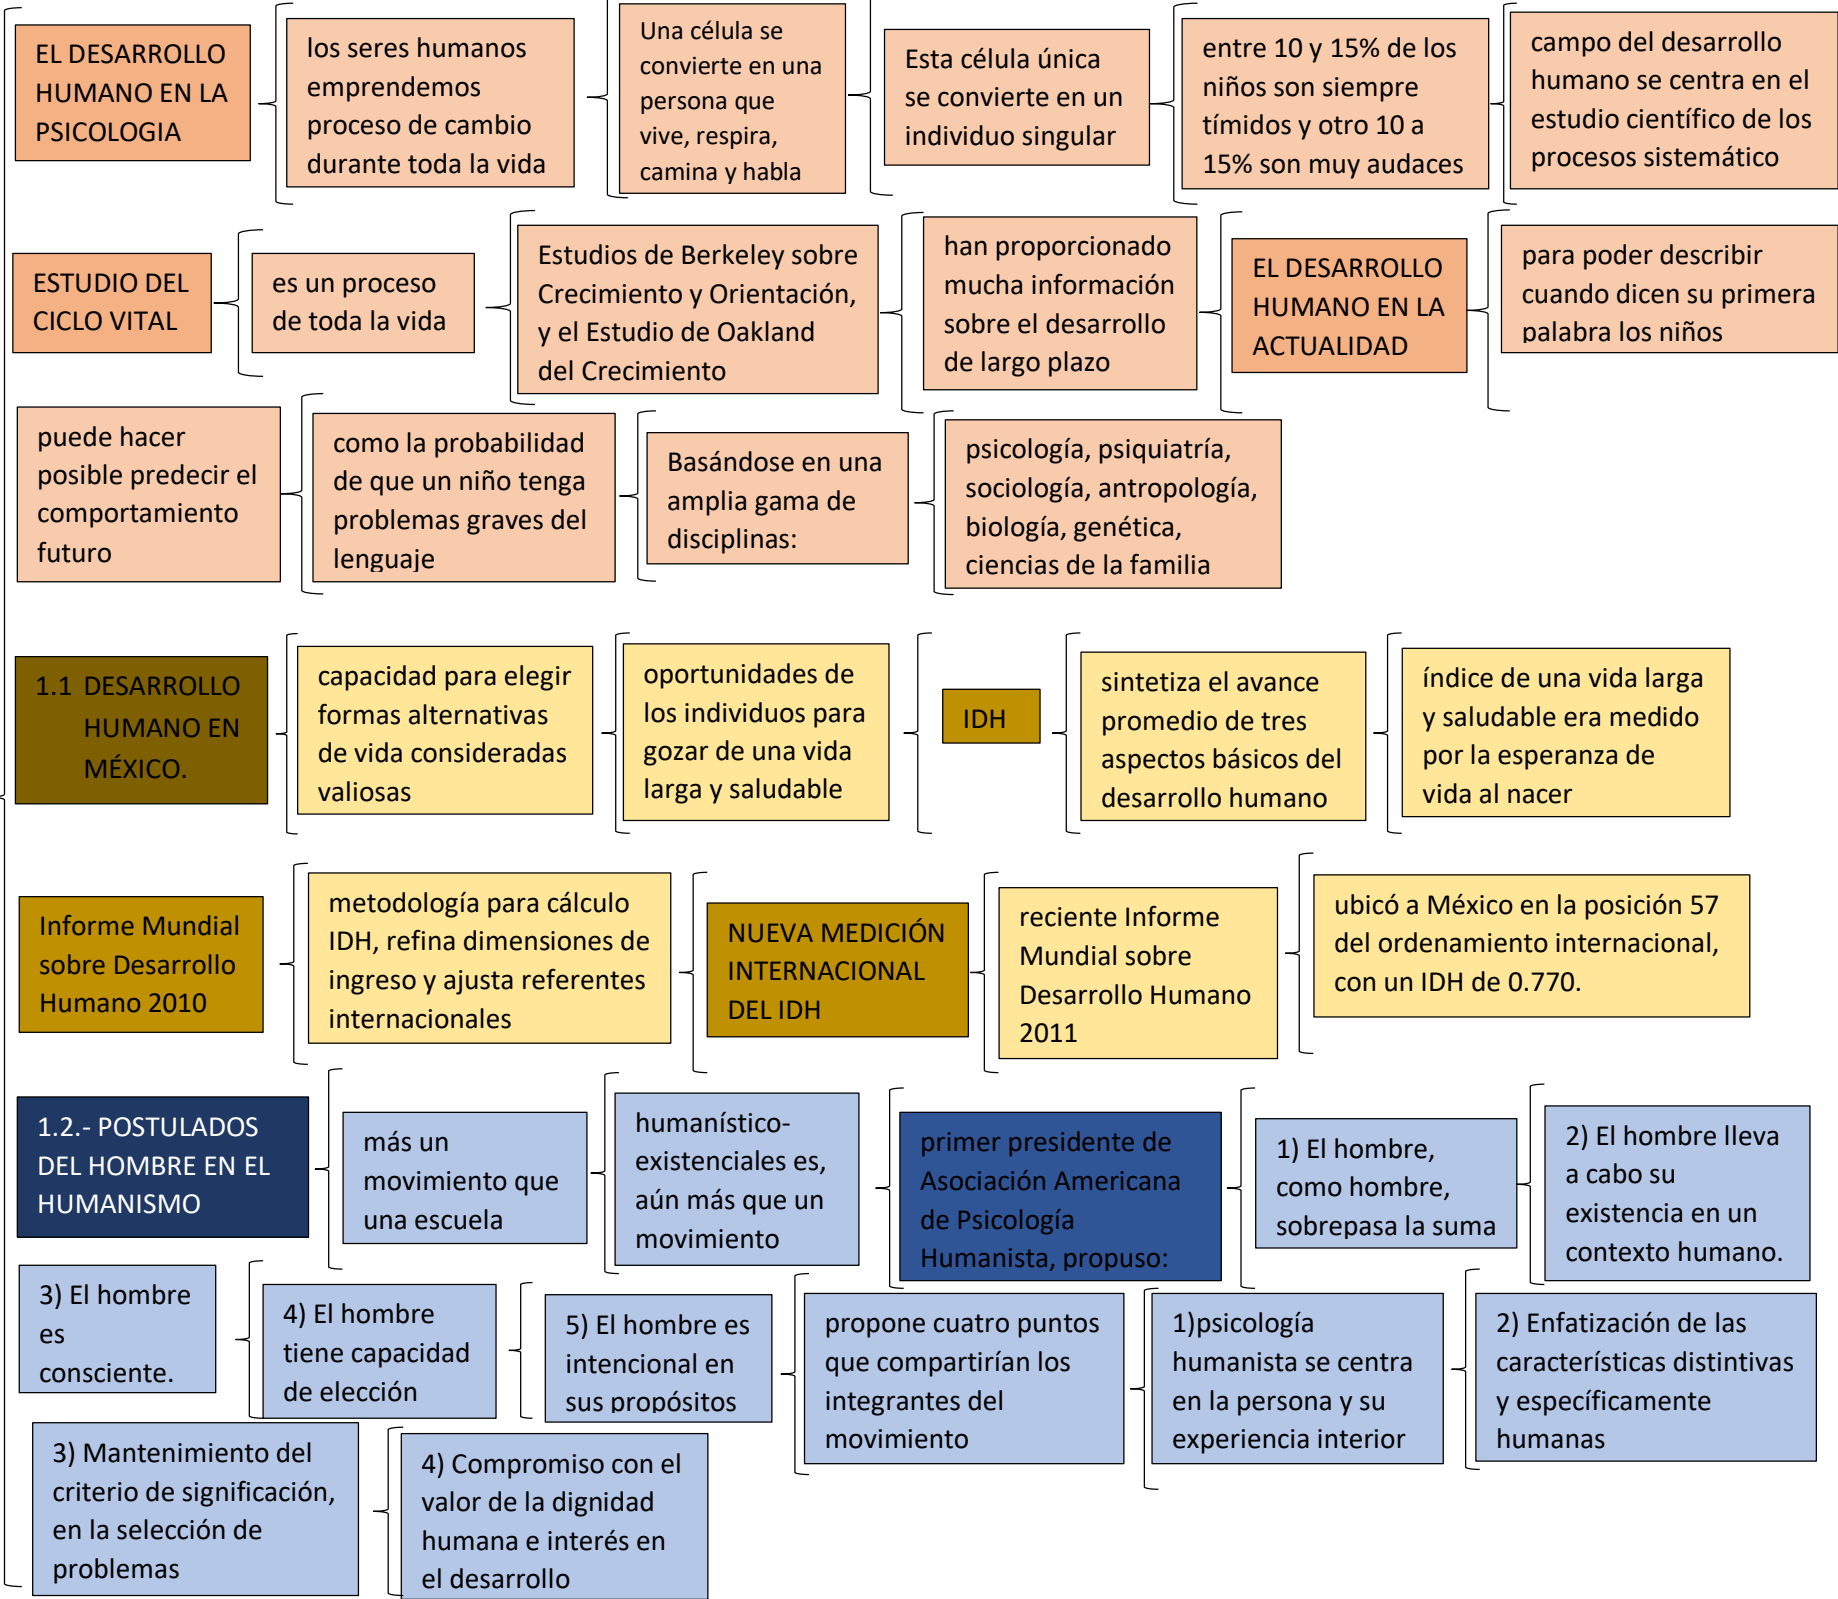 EL DESARROLLO
HUMANO EN LA
PSICOLOGIA
los seres humanos
emprendemos
proceso de cambio
durante toda la vida
Una célula se
convierte en una
persona que
vive, respira,
camina y habla
Esta célula única
se convierte en un
individuo singular
entre 10 y 15% de los
niños son siempre
tímidos y otro 10 a
15% son muy audaces
campo del desarrollo
humano se centra en el
estudio científico de los
procesos sistemático
ESTUDIO DEL
CICLO VITAL
es un proceso
de toda la vida
Estudios de Berkeley sobre
Crecimiento y Orientación,
y el Estudio de Oakland
del Crecimiento
han proporcionado
mucha información
sobre el desarrollo
de largo plazo
EL DESARROLLO
HUMANO EN LA
ACTUALIDAD
para poder describir
cuando dicen su primera
palabra los niños
puede hacer
posible predecir el
comportamiento
futuro
como la probabilidad
de que un niño tenga
problemas graves del
lenguaje
Basándose en una
amplia gama de
disciplinas:
psicología, psiquiatría,
sociología, antropología,
biología, genética,
ciencias de la familia
1.1 DESARROLLO
HUMANO EN
MÉXICO.
capacidad para elegir
formas alternativas
de vida consideradas
valiosas
oportunidades de
los individuos para
gozar de una vida
larga y saludable
IDH
sintetiza el avance
promedio de tres
aspectos básicos del
desarrollo humano
índice de una vida larga
y saludable era medido
por la esperanza de
vida al nacer
Informe Mundial
sobre Desarrollo
Humano 2010
metodología para cálculo
IDH, refina dimensiones de
ingreso y ajusta referentes
internacionales
NUEVA MEDICIÓN
INTERNACIONAL
DEL IDH
reciente Informe
Mundial sobre
Desarrollo Humano
2011
ubicó a México en la posición 57
del ordenamiento internacional,
con un IDH de 0.770.
1.2.- POSTULADOS
DEL HOMBRE EN EL
HUMANISMO
más un
movimiento que
una escuela
humanístico-
existenciales es,
aún más que un
movimiento
primer presidente de
Asociación Americana
de Psicología
Humanista, propuso:
1) El hombre,
como hombre,
sobrepasa la suma
2) El hombre lleva
a cabo su
existencia en un
contexto humano.
3) El hombre
es
consciente.
4) El hombre
tiene capacidad
de elección
5) El hombre es
intencional en
sus propósitos
propone cuatro puntos
que compartirían los
integrantes del
movimiento
1)psicología
humanista se centra
en la persona y su
experiencia interior
2) Enfatización de las
características distintivas
y específicamente
humanas
3) Mantenimiento del
criterio de significación,
en la selección de
problemas
4) Compromiso con el
valor de la dignidad
humana e interés en
el desarrollo